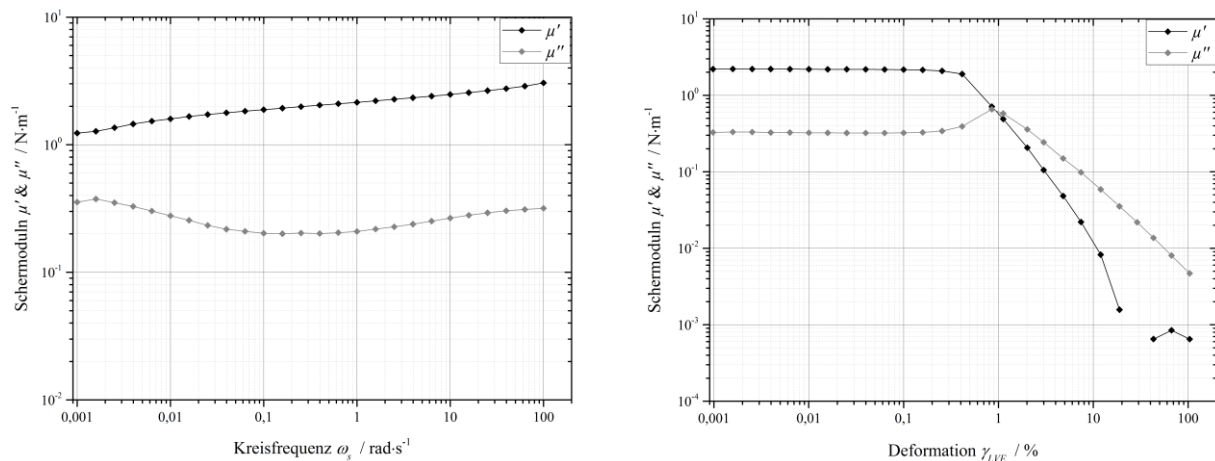 10¹
μ′
μ″
10⁰
10⁻¹
10⁻²
Schermoduln μ′ & μ″ / N·m⁻¹
0,001
0,01
0,1
1
10
100
Kreisfrequenz ωₛ / rad·s⁻¹
10¹
μ′
μ″
10⁰
10⁻¹
10⁻²
10⁻³
10⁻⁴
Schermoduln μ′ & μ″ / N·m⁻¹
0,001
0,01
0,1
1
10
100
Deformation γ_LVE / %